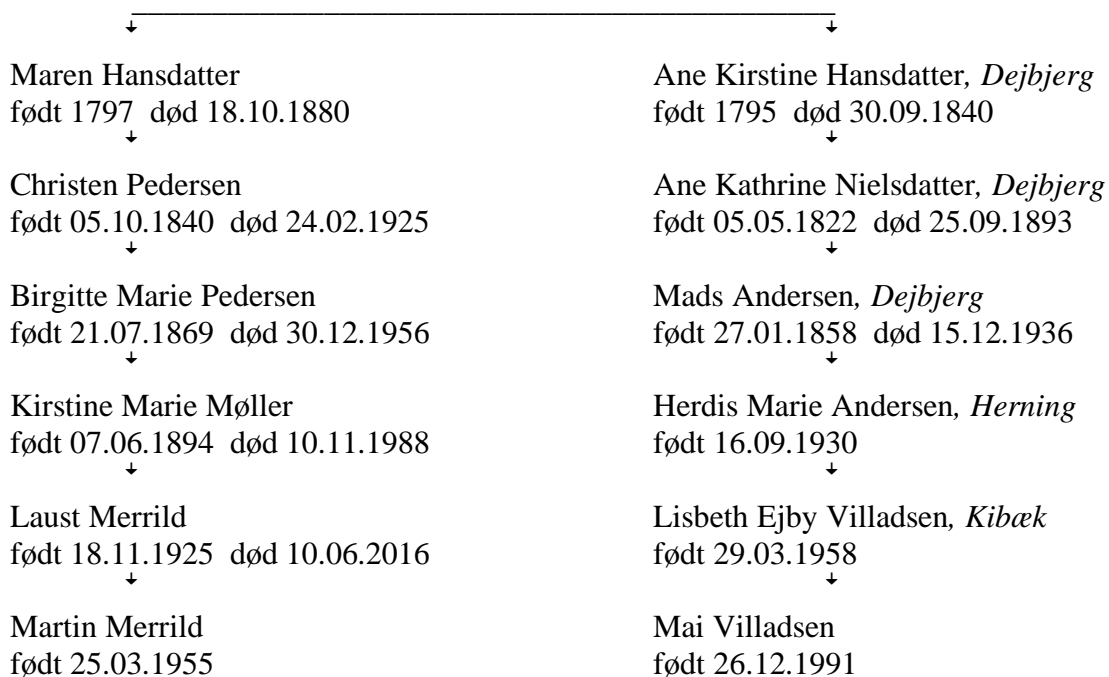 Maren Hansdatter
født 1797 død 18.10.1880
Christen Pedersen
født 05.10.1840 død 24.02.1925
Birgitte Marie Pedersen
født 21.07.1869 død 30.12.1956
Kirstine Marie Møller
født 07.06.1894 død 10.11.1988
Laust Merrild
født 18.11.1925 død 10.06.2016
Martin Merrild
født 25.03.1955
Ane Kirstine Hansdatter, Dejbjerg
født 1795 død 30.09.1840
Ane Kathrine Nielsdatter, Dejbjerg
født 05.05.1822 død 25.09.1893
Mads Andersen, Dejbjerg
født 27.01.1858 død 15.12.1936
Herdis Marie Andersen, Herning
født 16.09.1930
Lisbeth Ejby Villadsen, Kibæk
født 29.03.1958
Mai Villadsen
født 26.12.1991